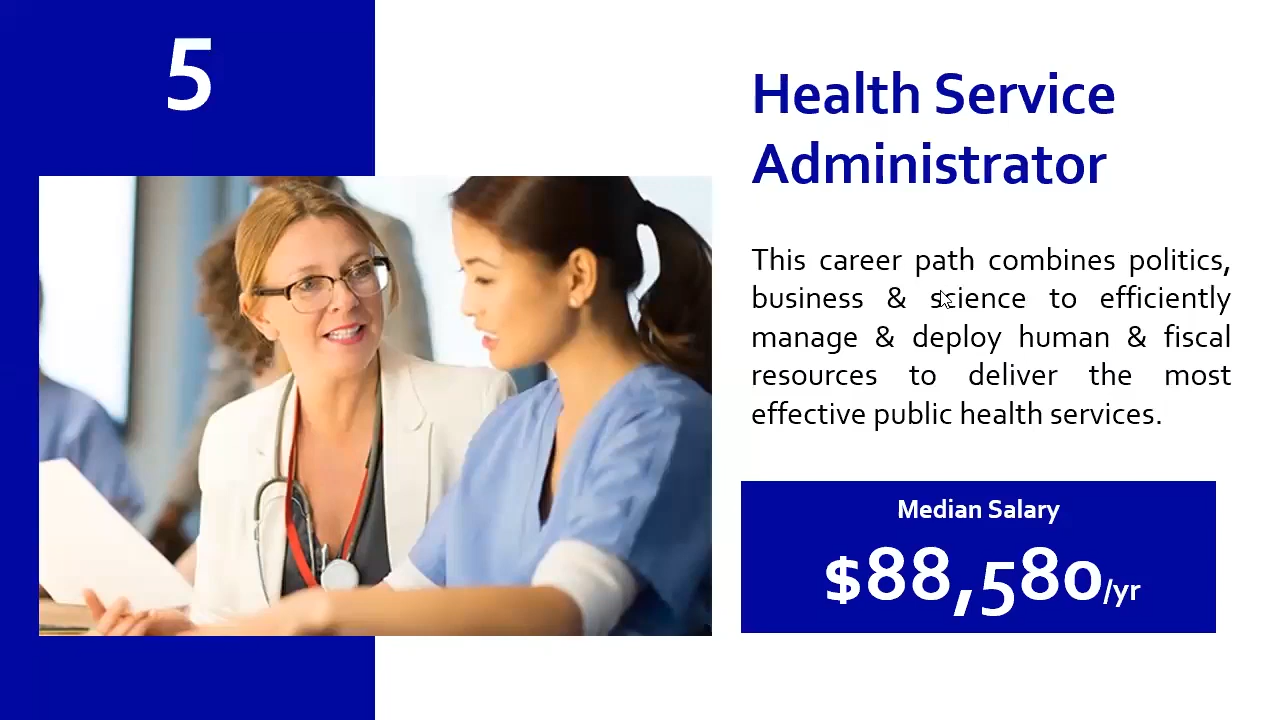 5
Health Service
Administrator
This career path combines politics,
business & science to efficiently
manage & deploy human & fiscal
resources to deliver the most
effective public health services.
Median Salary
$88,580/yr